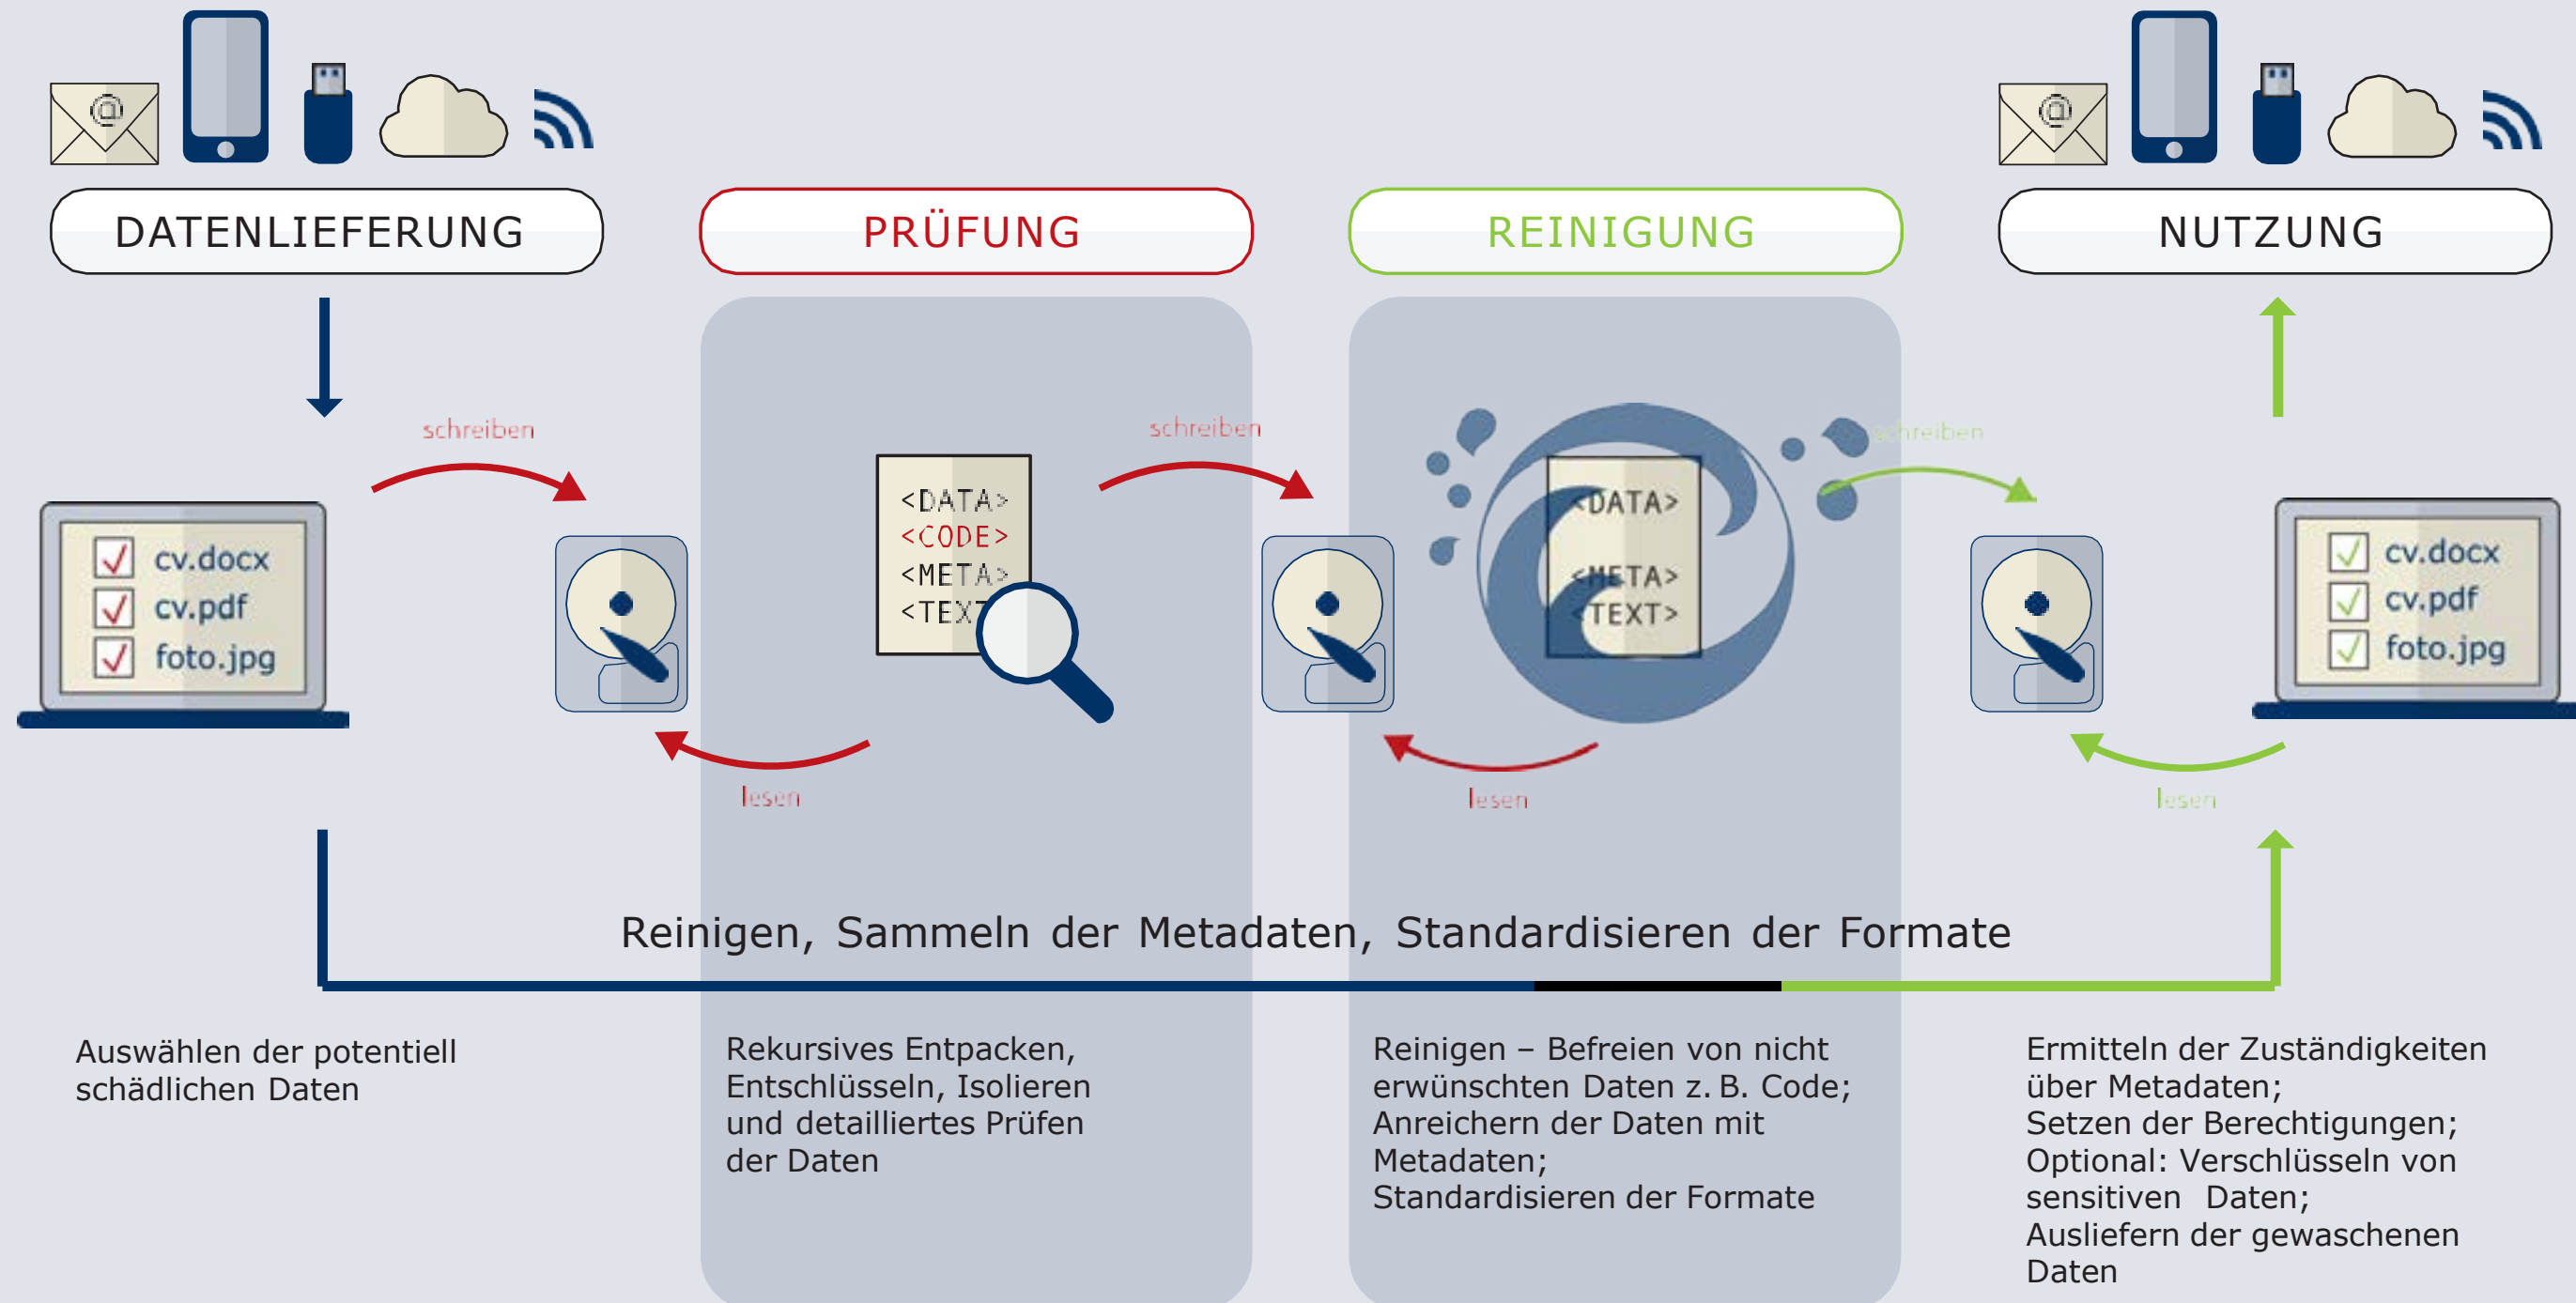 @
@
DATENLIEFERUNG
PRÜFUNG
REINIGUNG
NUTZUNG
schreiben
schreiben
schreiben
cv.docx
cv.pdf
foto.jpg
<DATA>
<CODE>
<META>
<TEXT
<DATA>
<META>
<TEXT>
cv.docx
cv.pdf
foto.jpg
lesen
lesen
lesen
Reinigen, Sammeln der Metadaten, Standardisieren der Formate
Auswählen der potentiell
schädlichen Daten
Rekursives Entpacken,
Entschlüsseln, Isolieren
und detailliertes Prüfen
der Daten
Reinigen – Befreien von nicht
erwünschten Daten z. B. Code;
Anreichern der Daten mit
Metadaten;
Standardisieren der Formate
Ermitteln der Zuständigkeiten
über Metadaten;
Setzen der Berechtigungen;
Optional: Verschlüsseln von
sensitiven Daten;
Ausliefern der gewaschenen
Daten